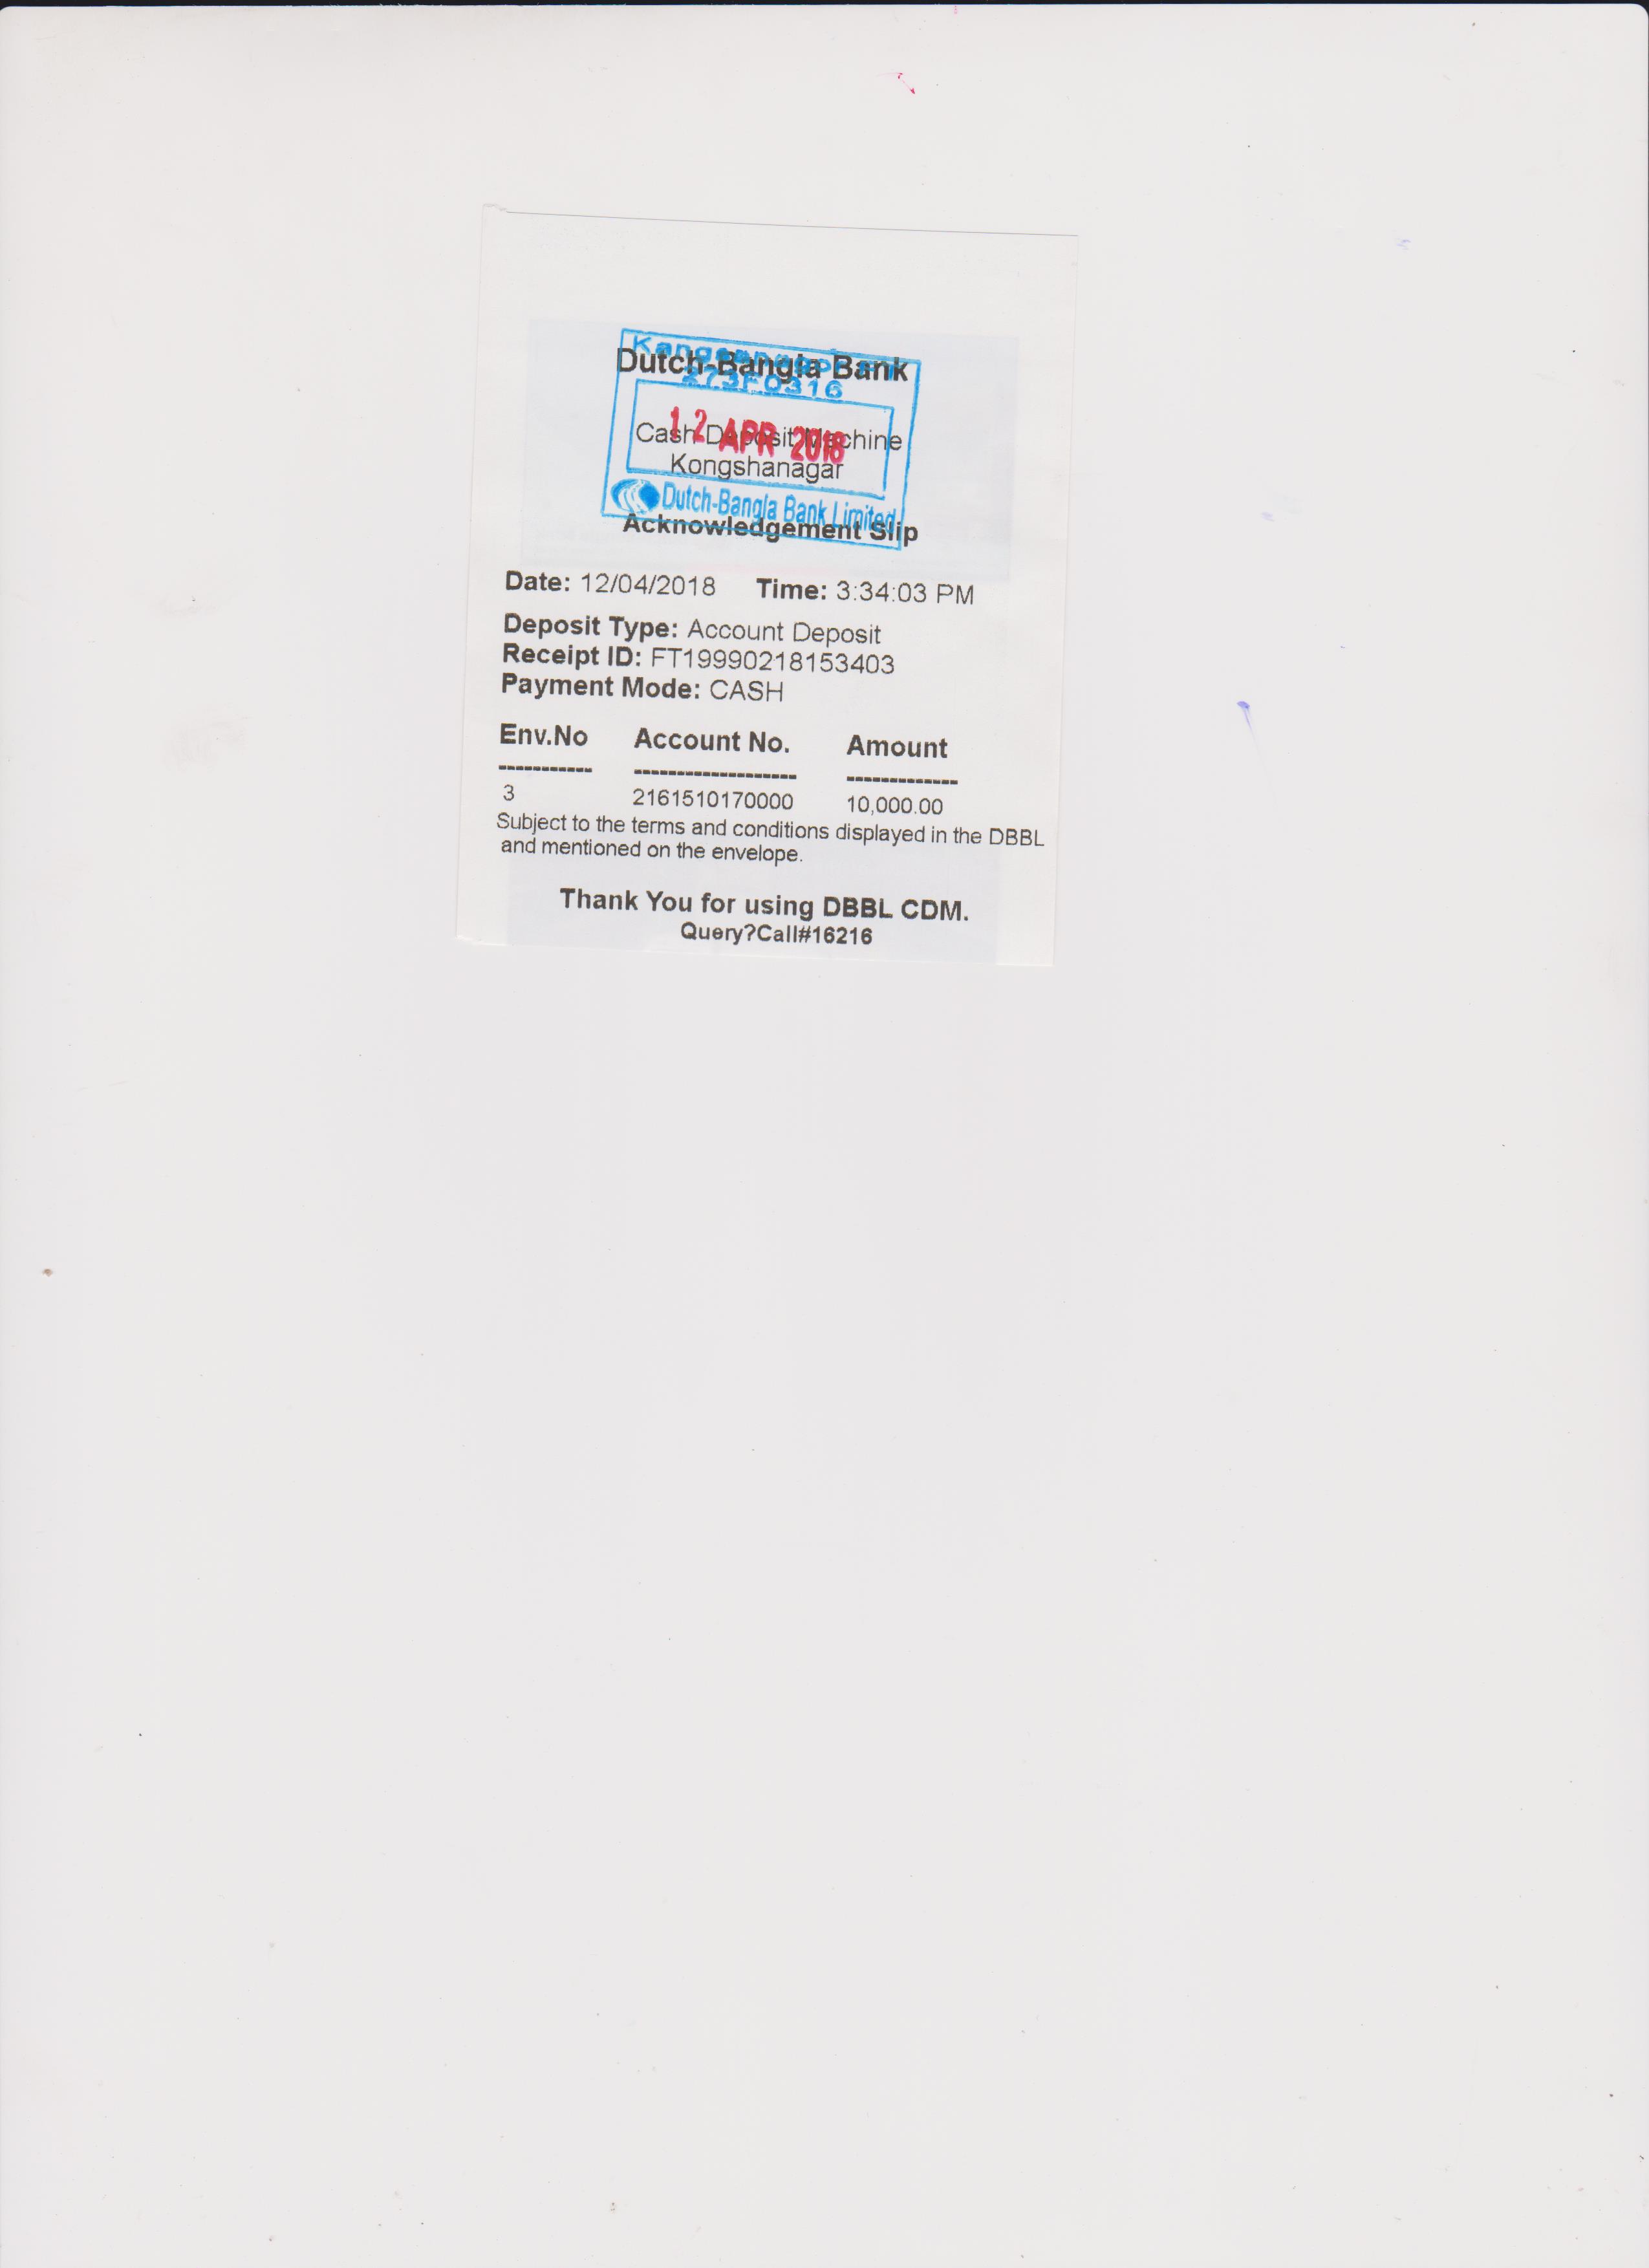 Dutch-Bangla Bank
273F0316
Cash Deposit Machine
12 APR 2018
Kongshanagar
Dutch-Bangla Bank Limited
Acknowledgement Slip
Date: 12/04/2018 Time: 3:34:03 PM
Deposit Type: Account Deposit
Receipt ID: FT19990218153403
Payment Mode: CASH
Env.No Account No. Amount
----------- ------------------- -------------
3 2161510170000 10,000.00
Subject to the terms and conditions displayed in the DBBL
and mentioned on the envelope.
Thank You for using DBBL CDM.
Query?Call#16216